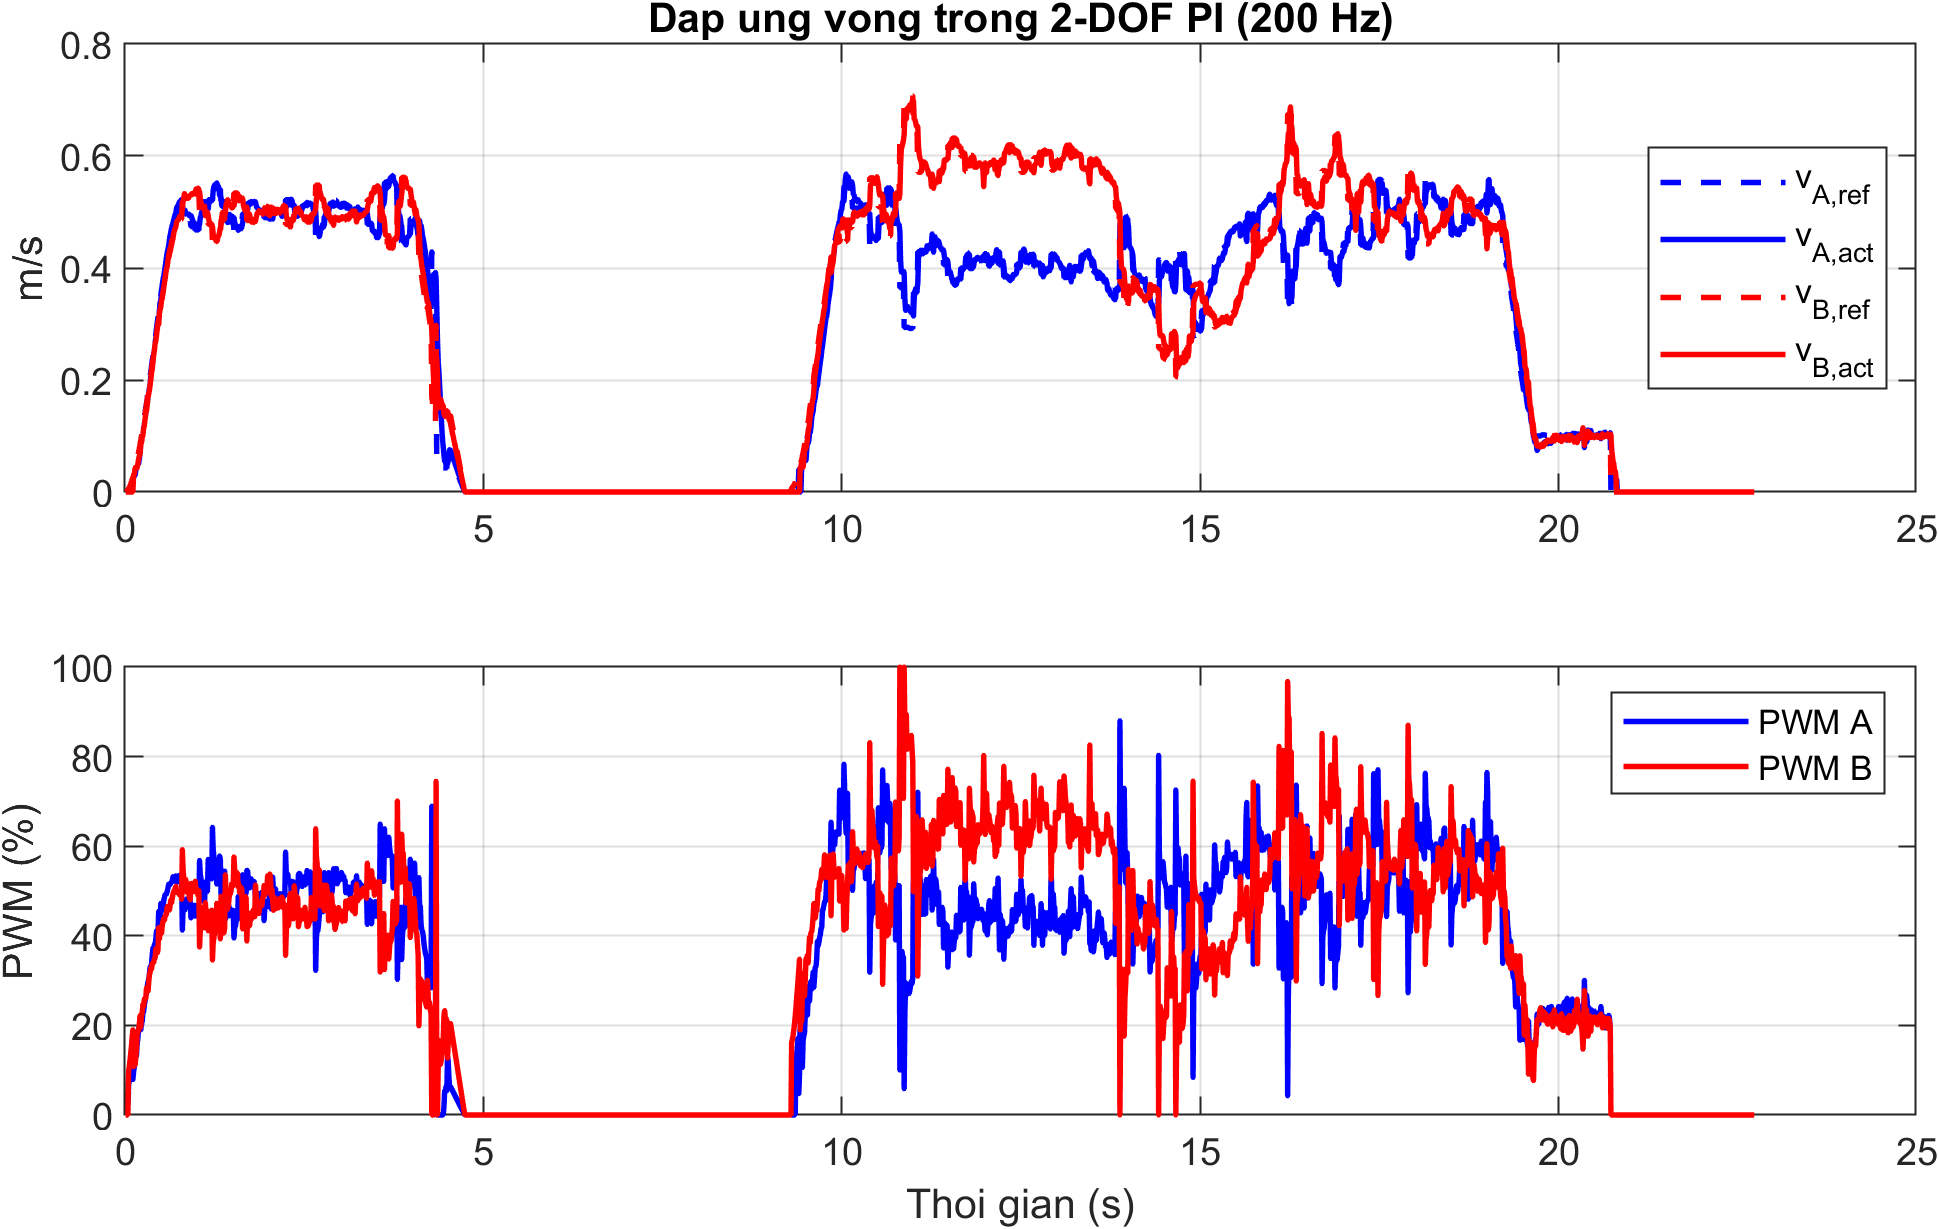 Dap ung vong trong 2-DOF PI (200 Hz)
0.8
0.6
0.4
0.2
0
m/s
0 5 10 15 20 25
v_A,ref
v_A,act
v_B,ref
v_B,act
100
80
60
40
20
0
PWM (%)
0 5 10 15 20 25
Thoi gian (s)
PWM A
PWM B